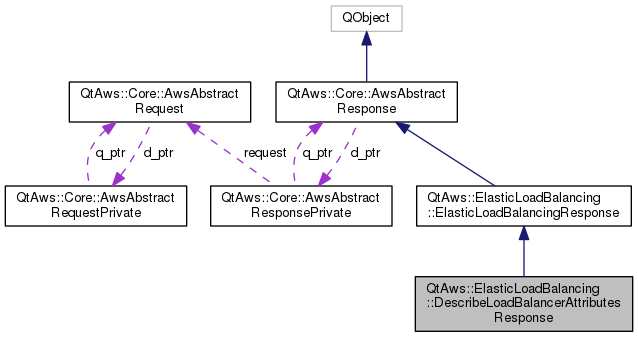 QObject
QtAws::Core::AwsAbstract
Request
QtAws::Core::AwsAbstract
Response
q_ptr
d_ptr
request
q_ptr
d_ptr
QtAws::Core::AwsAbstract
RequestPrivate
QtAws::Core::AwsAbstract
ResponsePrivate
QtAws::ElasticLoadBalancing
::ElasticLoadBalancingResponse
QtAws::ElasticLoadBalancing
::DescribeLoadBalancerAttributes
Response